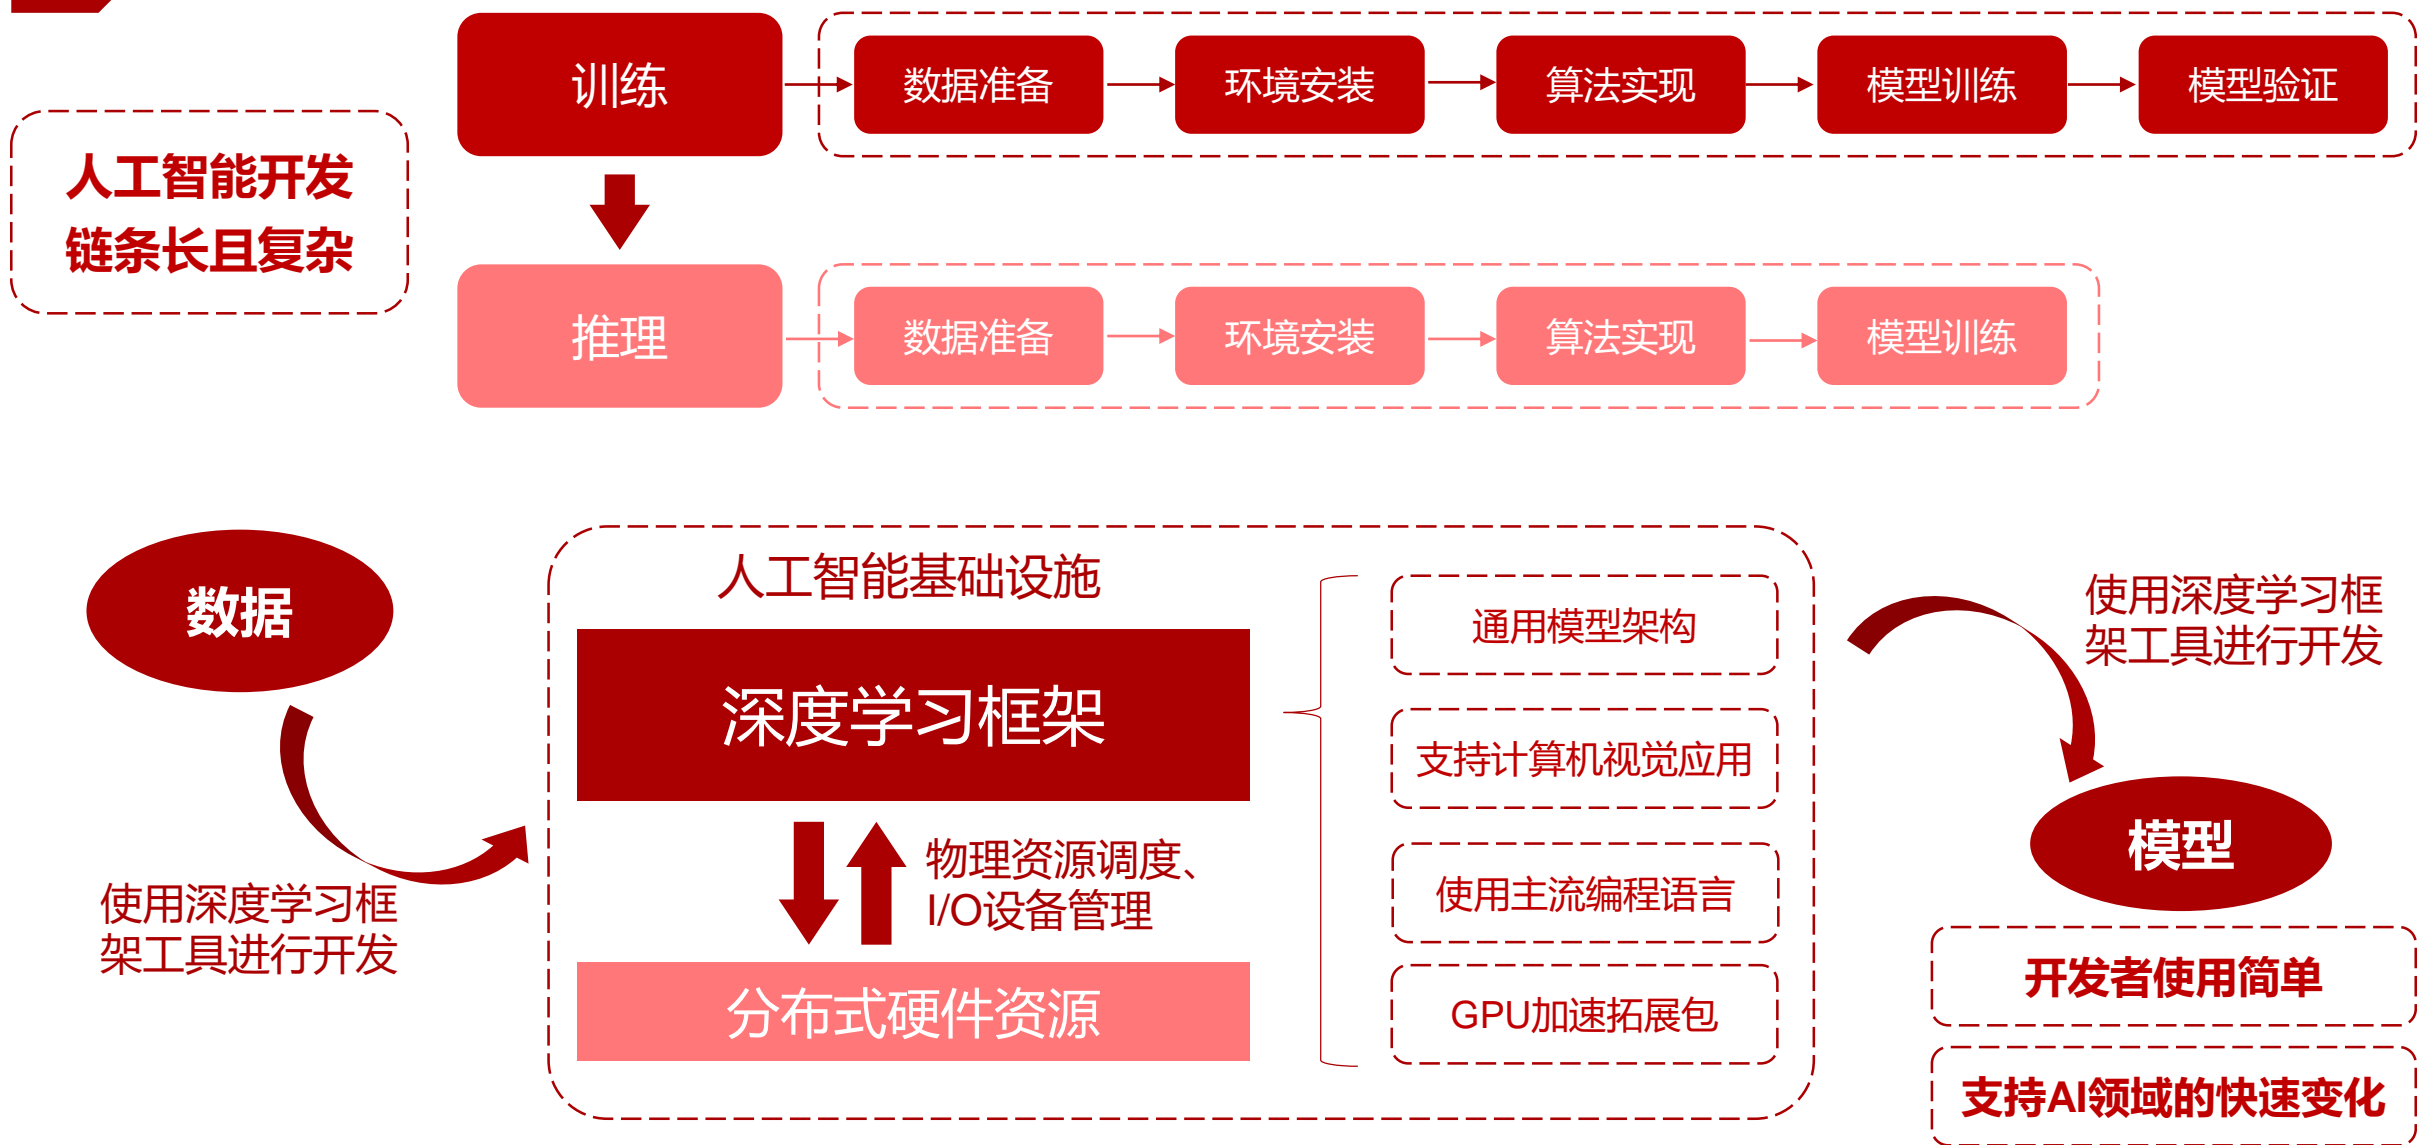 训练
数据准备
环境安装
算法实现
模型训练
模型验证
人工智能开发
链条长且复杂
推理
数据准备
环境安装
算法实现
模型训练
数据
使用深度学习框
架工具进行开发
人工智能基础设施
深度学习框架
物理资源调度、
I/O设备管理
分布式硬件资源
通用模型架构
支持计算机视觉应用
使用主流编程语言
GPU加速拓展包
使用深度学习框
架工具进行开发
模型
开发者使用简单
支持AI领域的快速变化